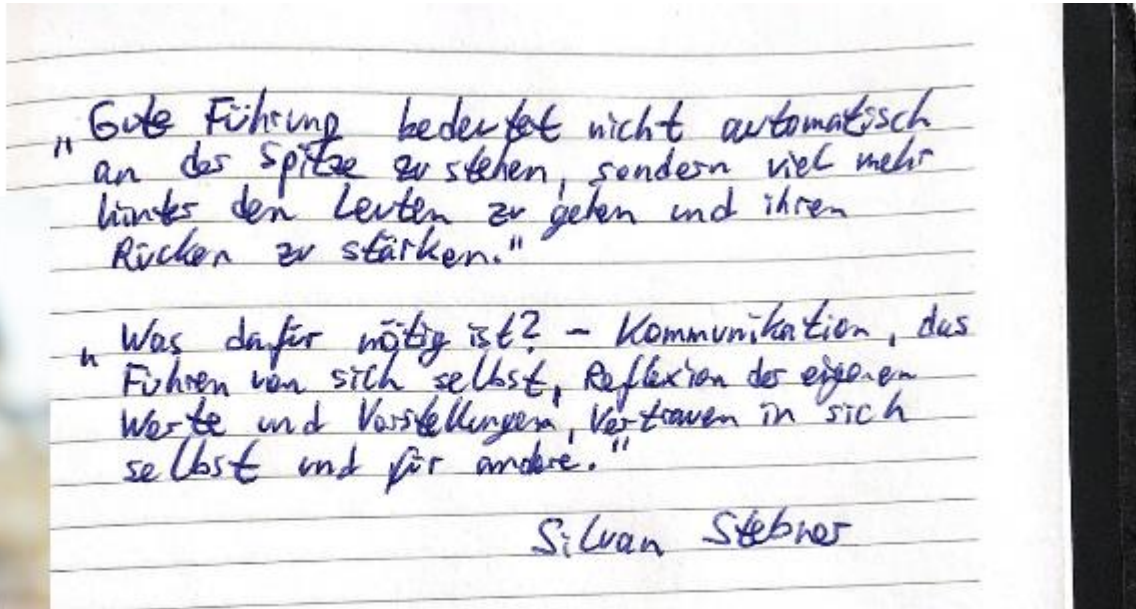 „Gute Führung bedeutet nicht automatisch
an der Spitze zu stehen, sondern viel mehr
hinter den Leuten zu gehen und ihren
Rücken zu stärken."
„Was dafür nötig ist? – Kommunikation, das
Führen von sich selbst, Reflexion der eigenen
Werte und Vorstellungen, Vertrauen in sich
selbst und für andere."
Silvan Stebner